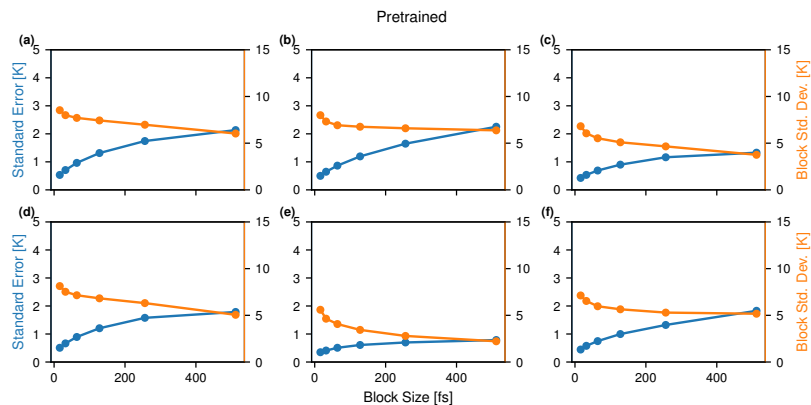 Pretrained
(a) (b) (c)
5 15 5 15 5 15
4 4 4
3 10 3 10 3 10
2 2 2
1 5 1 5 1 5
0 0 0 0 0 0
Standard Error [K]
Block Std. Dev. [K]
(d) (e) (f)
5 15 5 15 5 15
4 4 4
3 10 3 10 3 10
2 2 2
1 5 1 5 1 5
0 0 0 0 0 0
Standard Error [K]
Block Std. Dev. [K]
0 200 400 0 200 400 0 200 400
Block Size [fs]